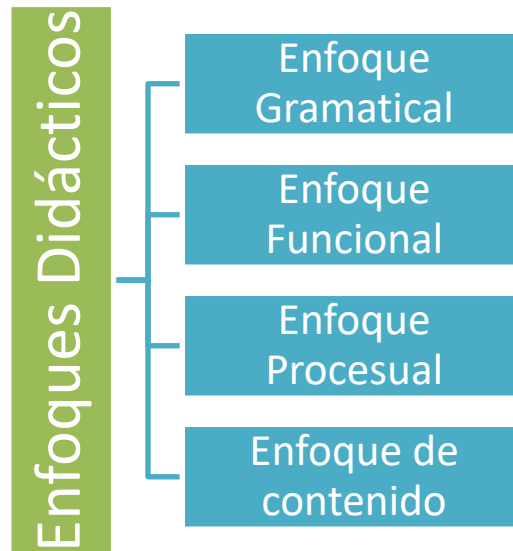 Enfoques Didácticos
Enfoque
Gramatical
Enfoque
Funcional
Enfoque
Procesual
Enfoque de
contenido